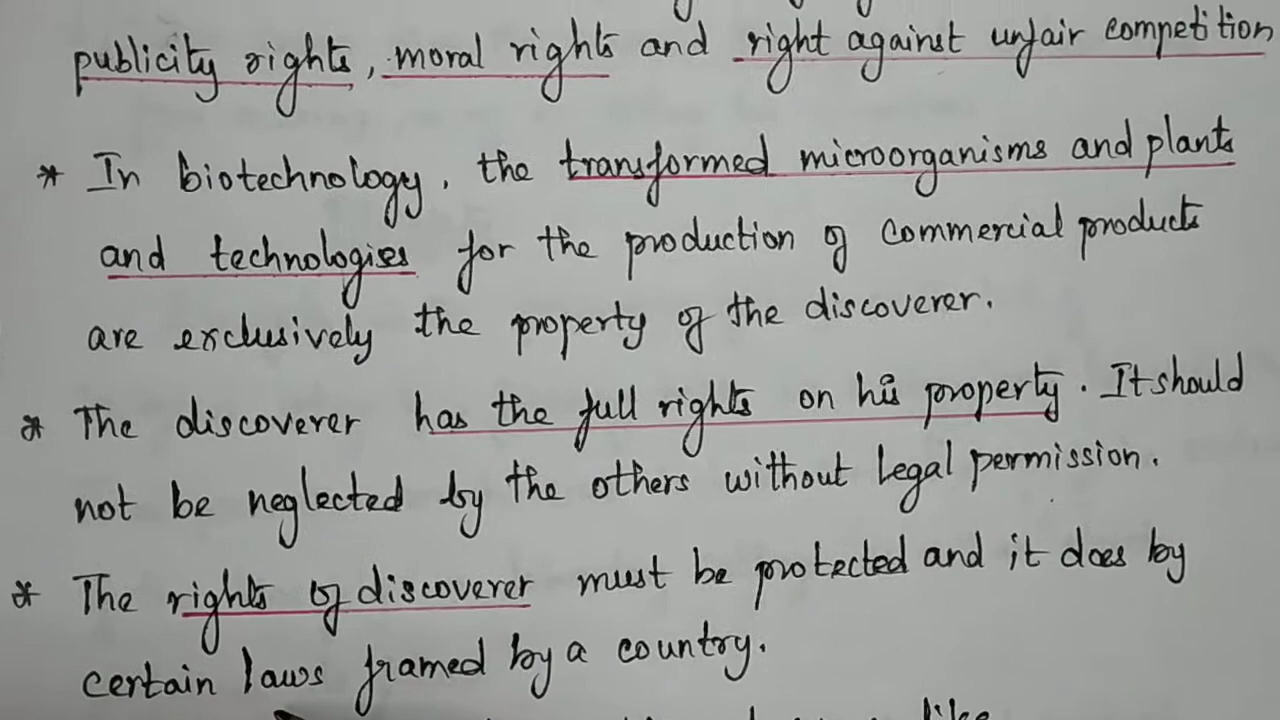 publicity rights, moral rights and right against unfair competition
* In biotechnology, the transformed microorganisms and plants
and technologies for the production of commercial products
are exclusively the property of the discoverer.
* The discoverer has the full rights on his property. It should
not be neglected by the others without legal permission.
* The rights of discoverer must be protected and it does by
certain laws framed by a country.
like